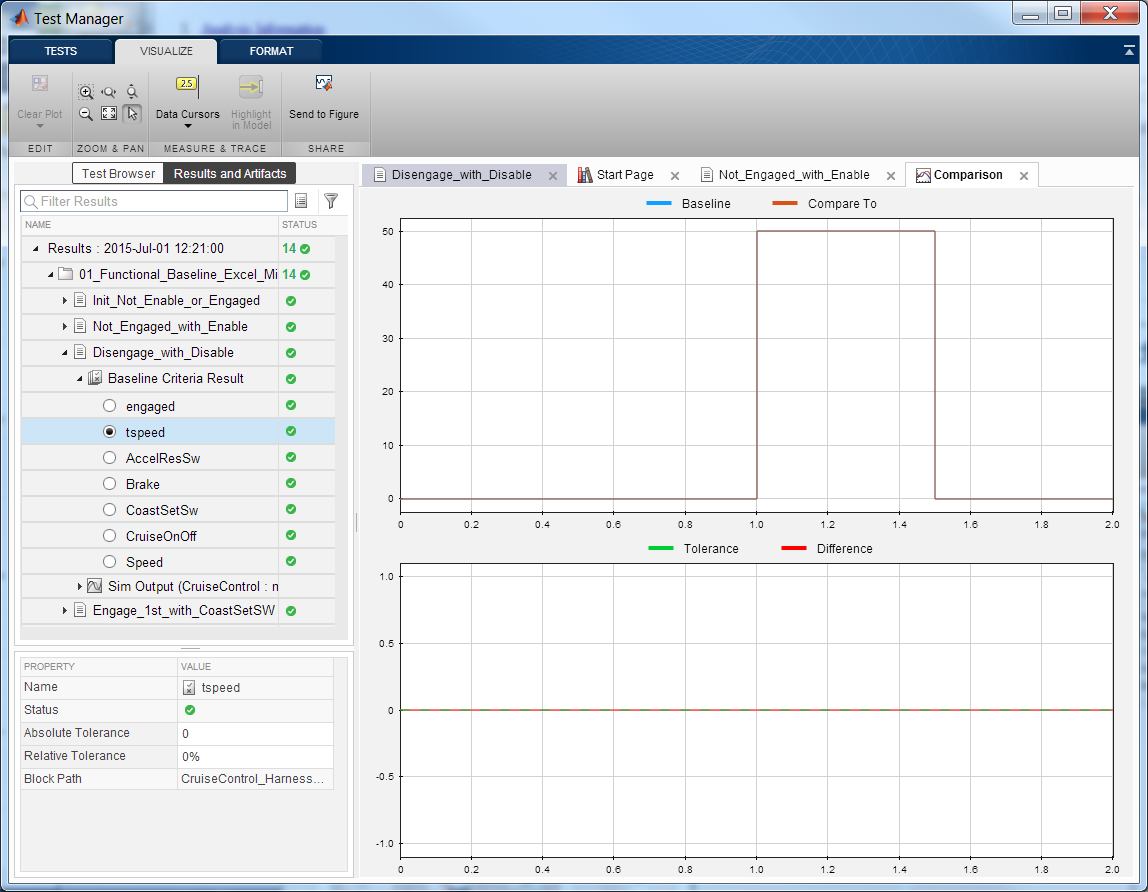 Test Manager
TESTS VISUALIZE FORMAT
2.5
Clear Plot Data Cursors Highlight in Model Send to Figure
EDIT ZOOM & PAN MEASURE & TRACE SHARE
Test Browser Results and Artifacts
Filter Results
NAME STATUS
Results : 2015-Jul-01 12:21:00 14
01_Functional_Baseline_Excel_Mi 14
Init_Not_Enable_or_Engaged
Not_Engaged_with_Enable
Disengage_with_Disable
Baseline Criteria Result
engaged
tspeed
AccelResSw
Brake
CoastSetSw
CruiseOnOff
Speed
Sim Output (CruiseControl : n
Engage_1st_with_CoastSetSW
PROPERTY VALUE
Name tspeed
Status
Absolute Tolerance 0
Relative Tolerance 0%
Block Path CruiseControl_Harness...
Disengage_with_Disable Start Page Not_Engaged_with_Enable Comparison
Baseline Compare To
50
40
30
20
10
0
0 0.2 0.4 0.6 0.8 1.0 1.2 1.4 1.6 1.8 2.0
Tolerance Difference
1.0
0.5
0
-0.5
-1.0
0 0.2 0.4 0.6 0.8 1.0 1.2 1.4 1.6 1.8 2.0